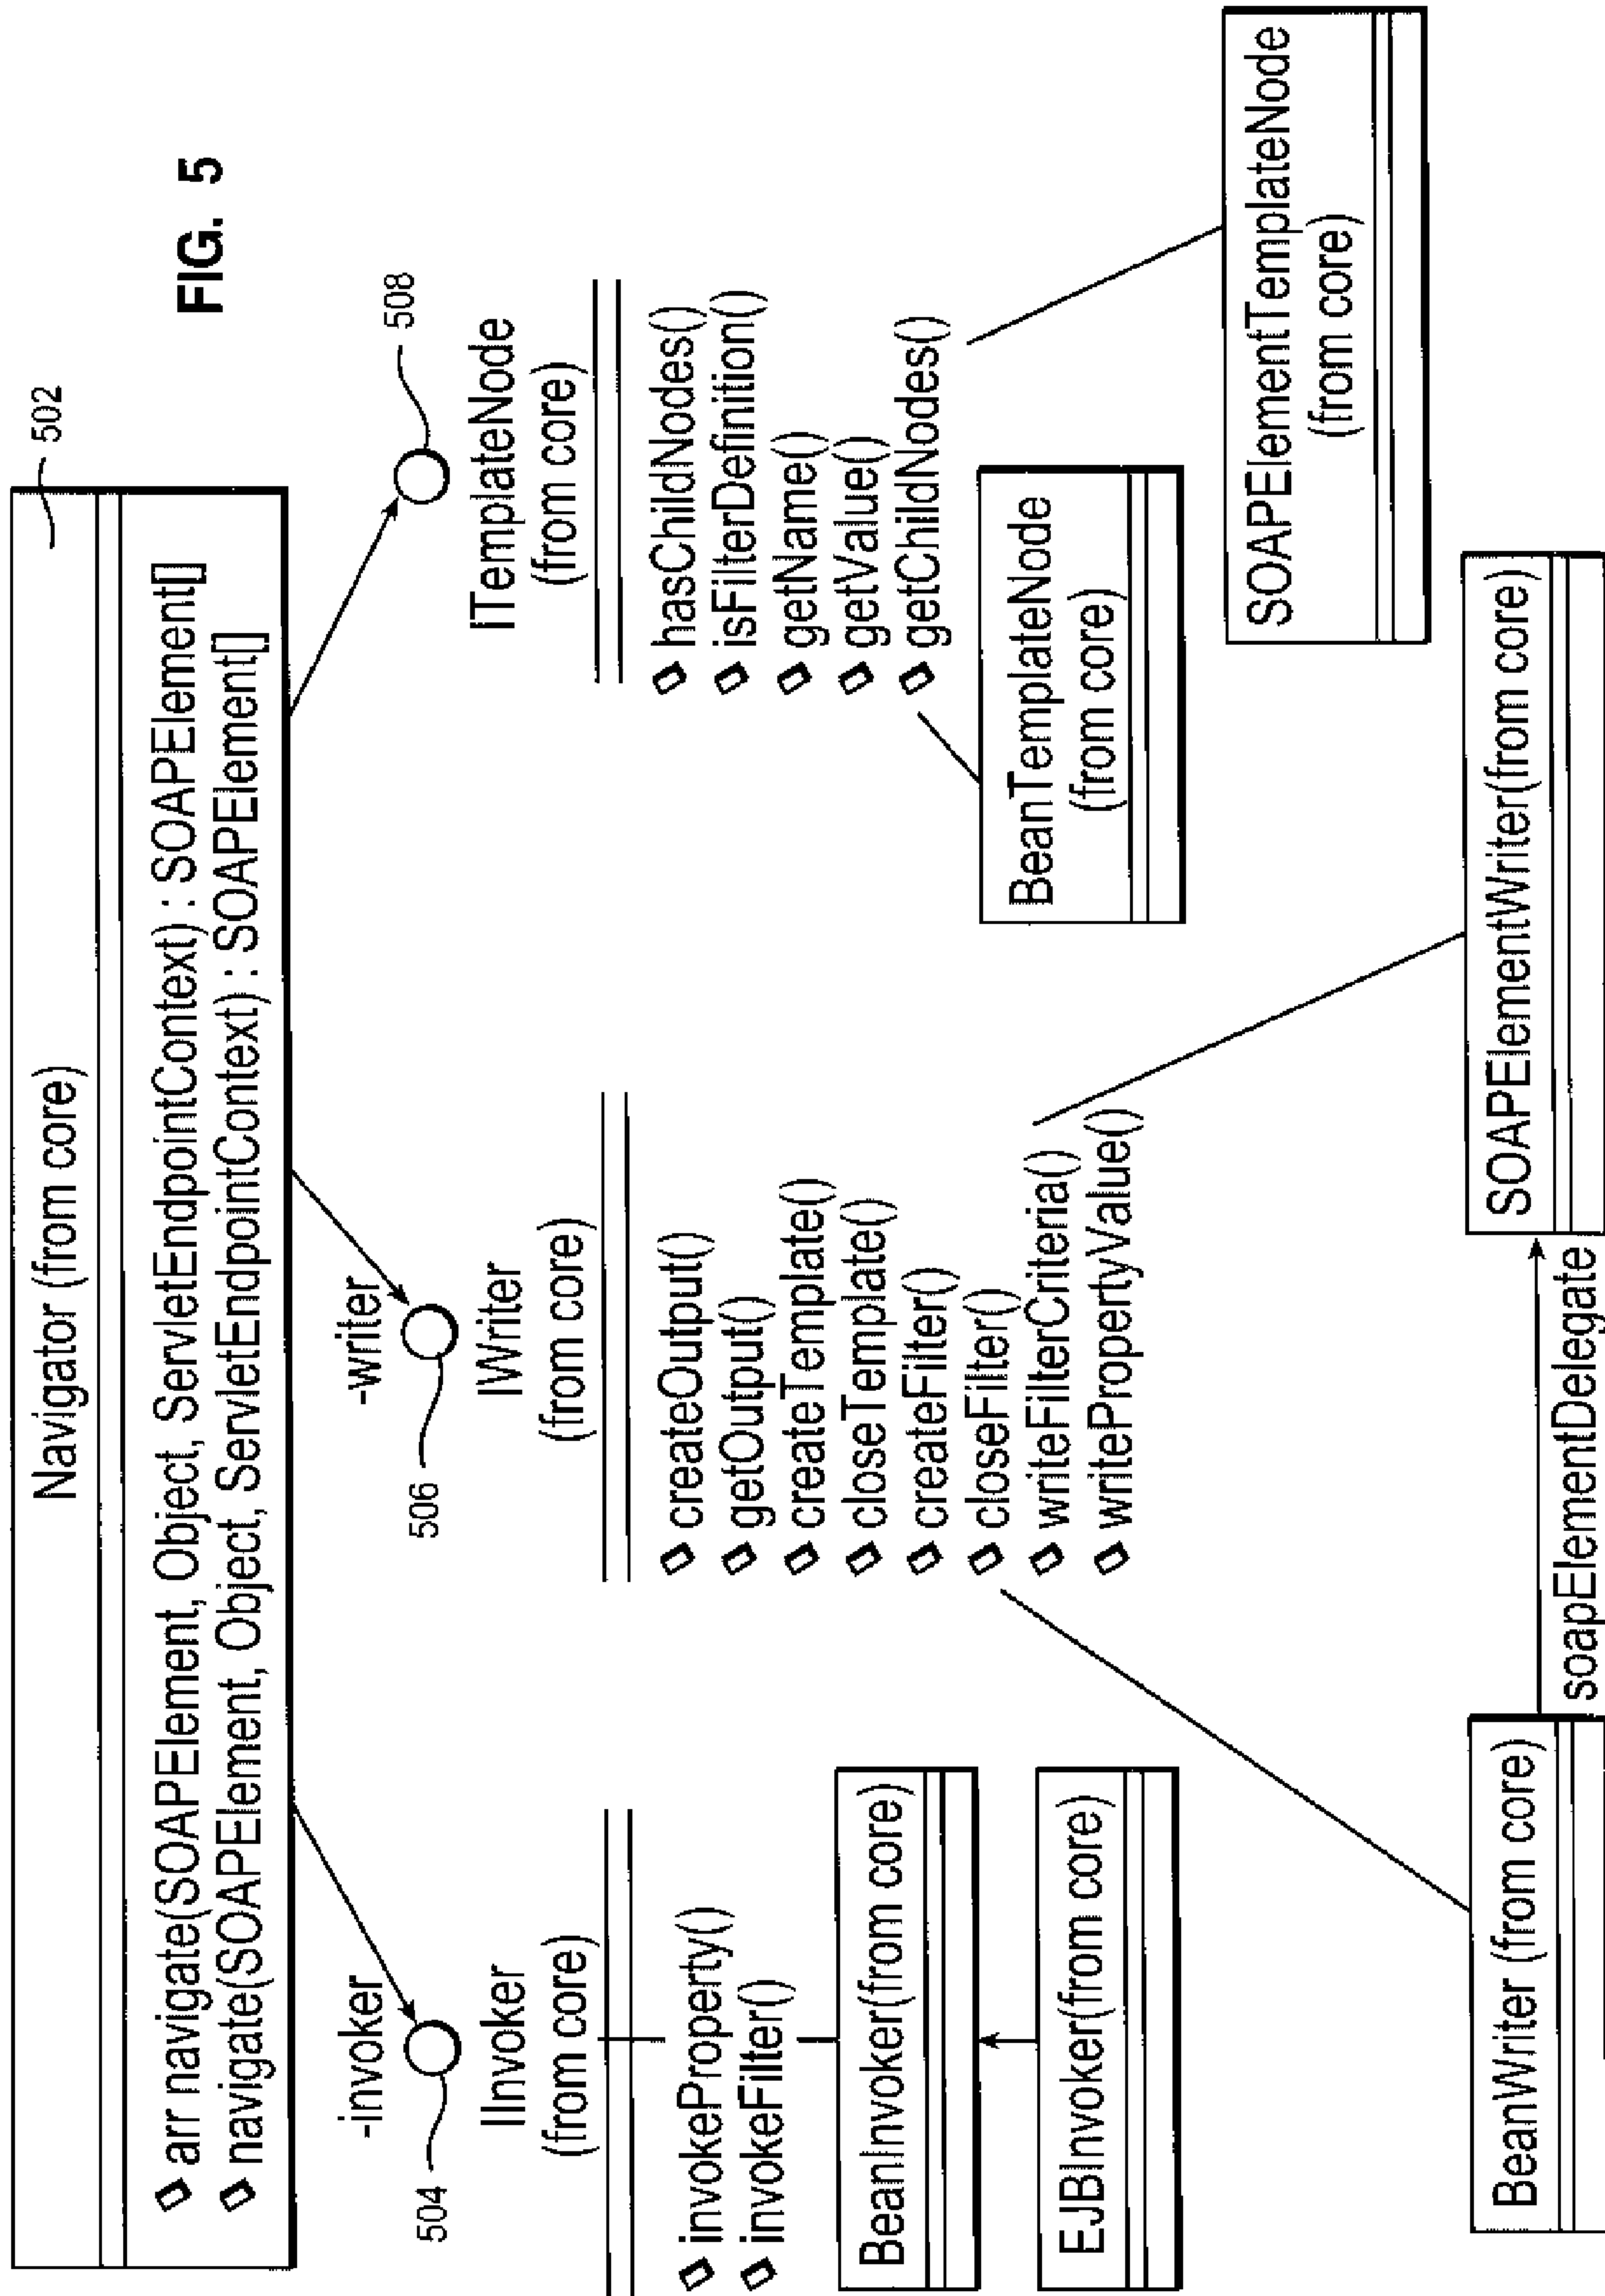 FIG. 5
502
Navigator (from core)
arr navigate(SOAPElement, Object, ServletEndpointContext) : SOAPElement[]
navigate(SOAPElement, Object, ServletEndpointContext) : SOAPElement[]
-invoker
504
IInvoker
(from core)
invokeProperty()
invokeFilter()
BeanInvoker(from core)
EJBInvoker(from core)
-writer
506
IWriter
(from core)
createOutput()
getOutput()
createTemplate()
closeTemplate()
createFilter()
closeFilter()
writeFilterCriteria()
writePropertyValue()
508
ITemplateNode
(from core)
hasChildNodes()
isFilterDefinition()
getName()
getValue()
getChildNodes()
BeanTemplateNode
(from core)
SOAPElementTemplateNode
(from core)
BeanWriter (from core)
soapElementDelegate
SOAPElementWriter(from core)